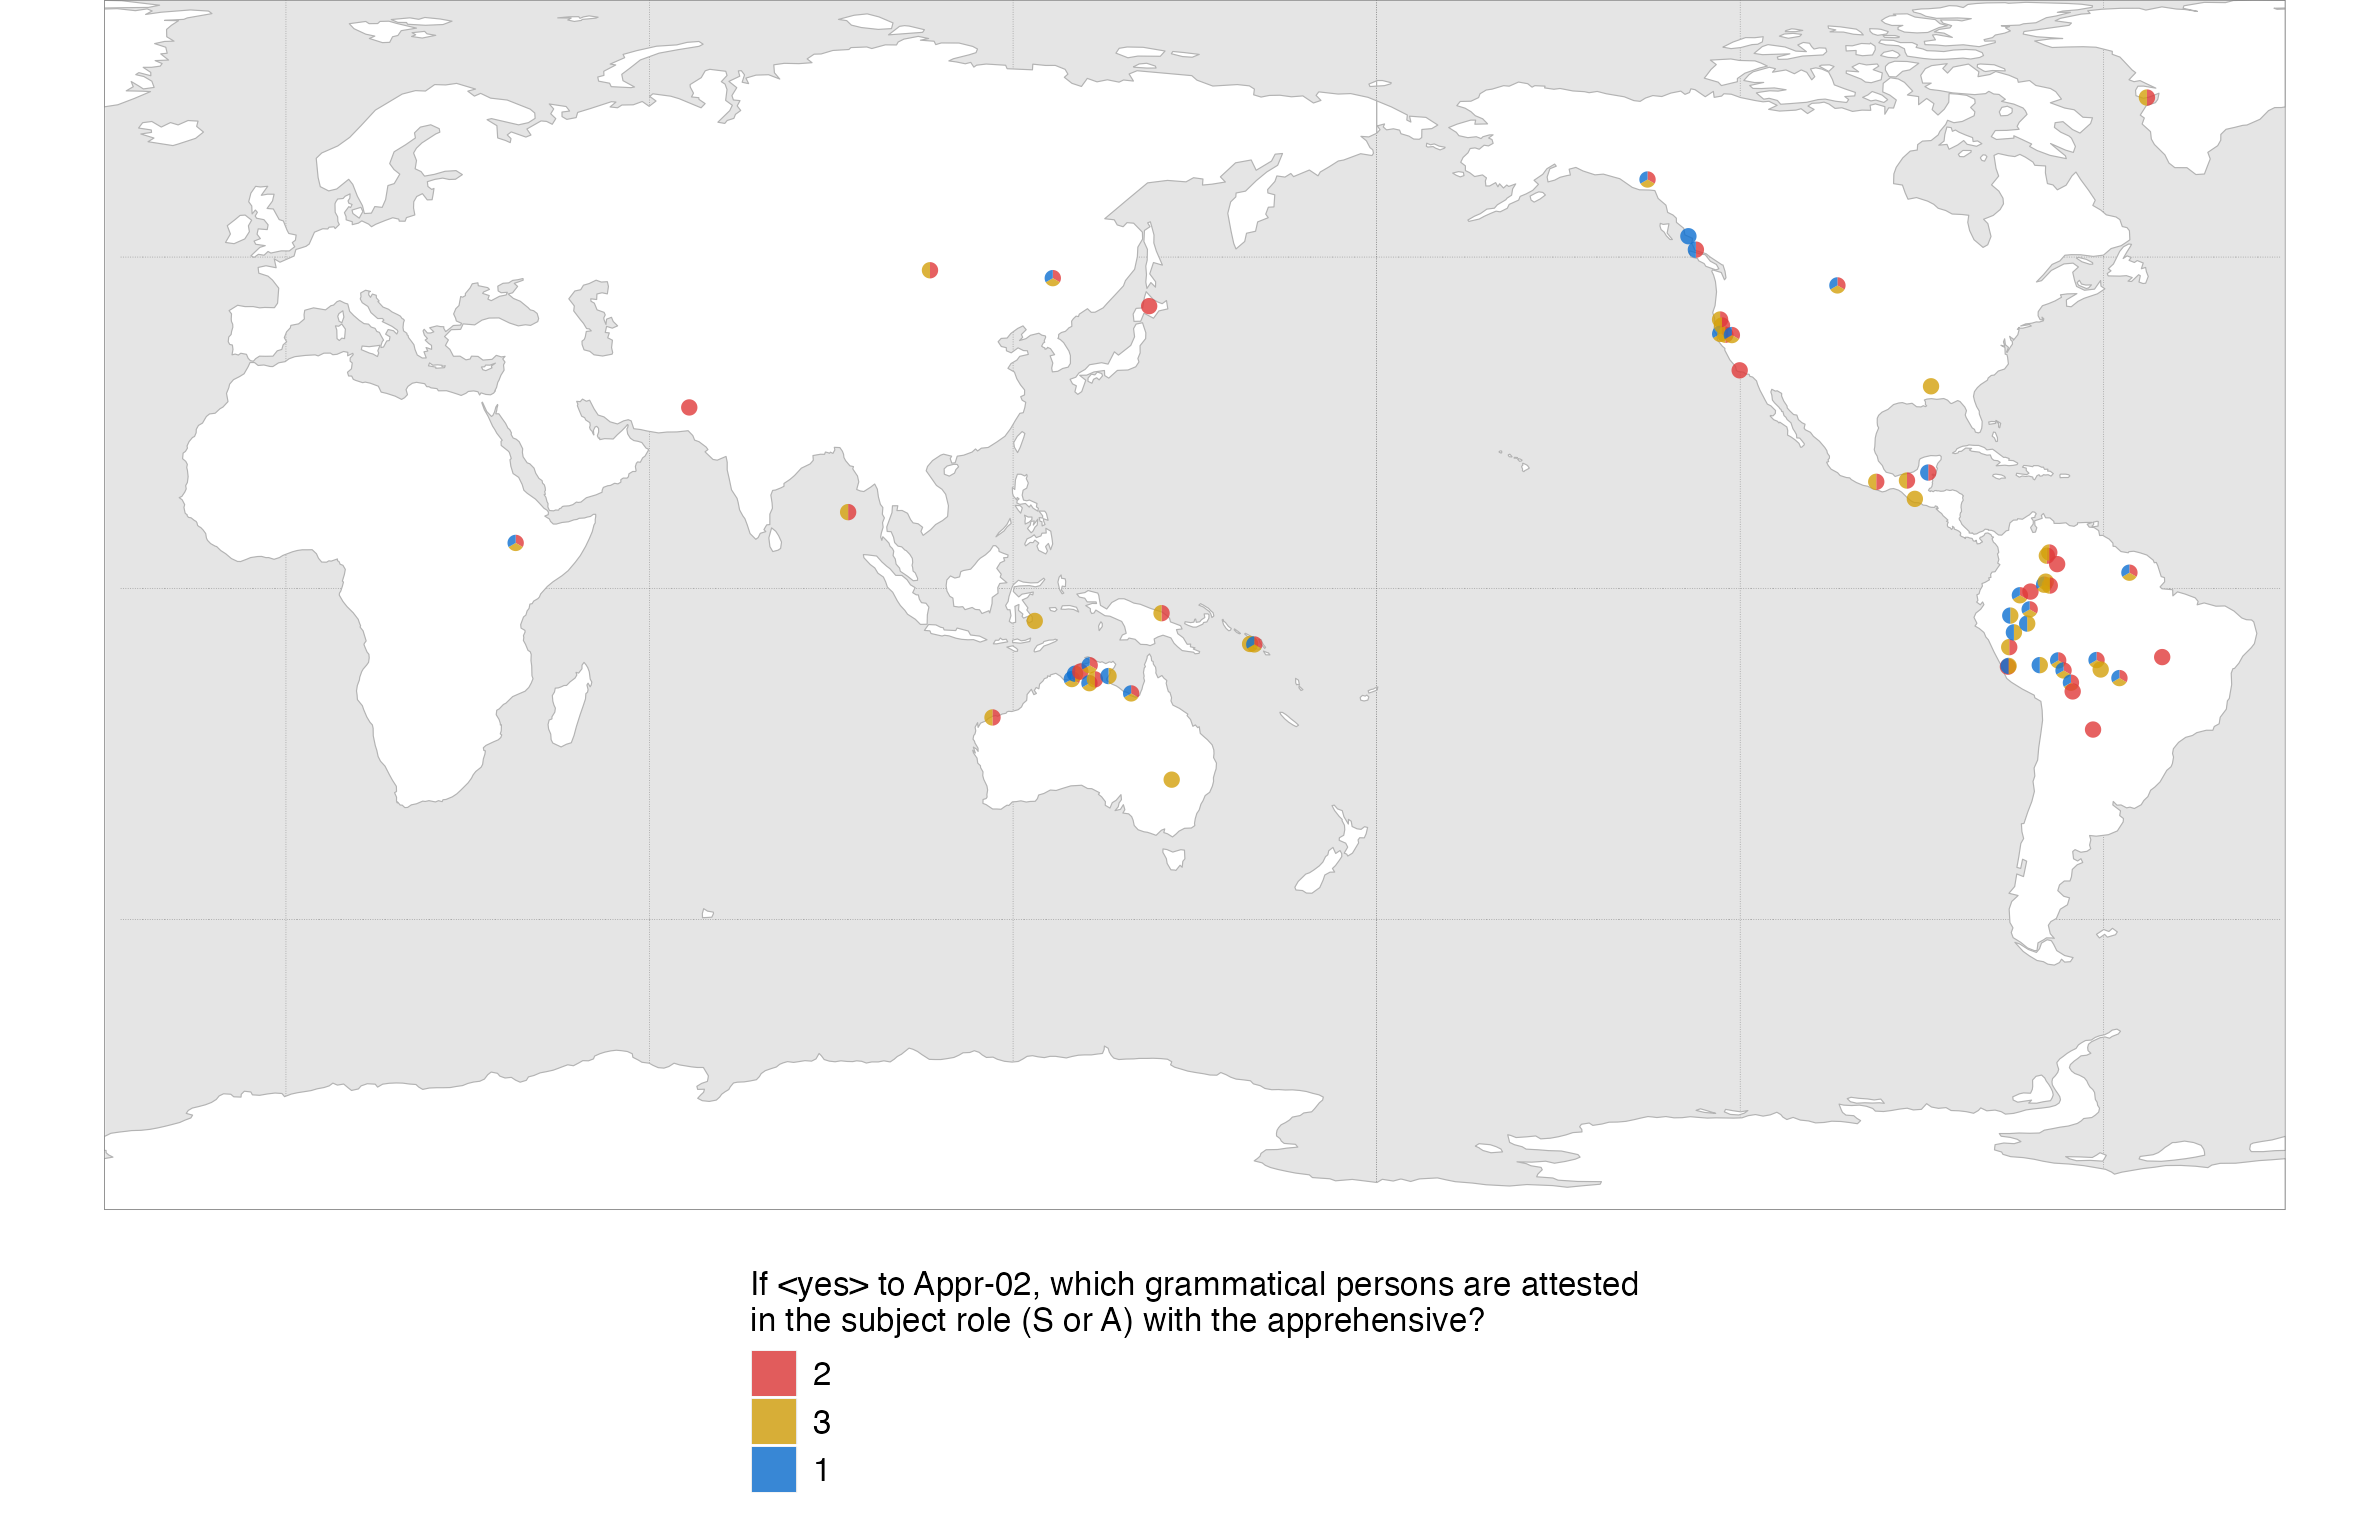 If <yes> to Appr-02, which grammatical persons are attested
in the subject role (S or A) with the apprehensive?
2
3
1